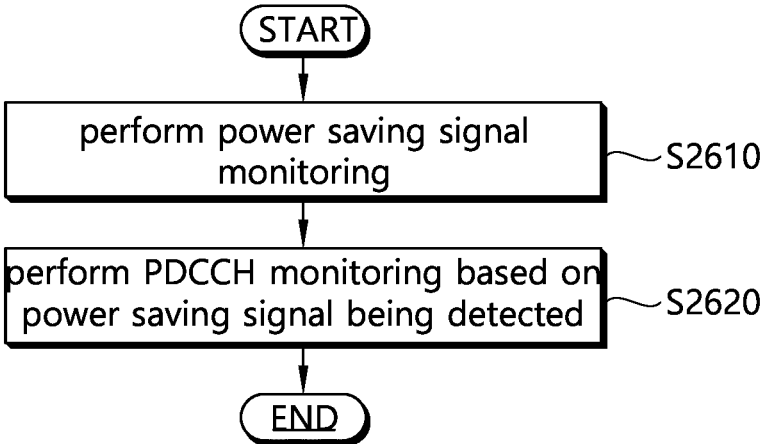 START
perform power saving signal
monitoring
S2610
perform PDCCH monitoring based on
power saving signal being detected
S2620
END